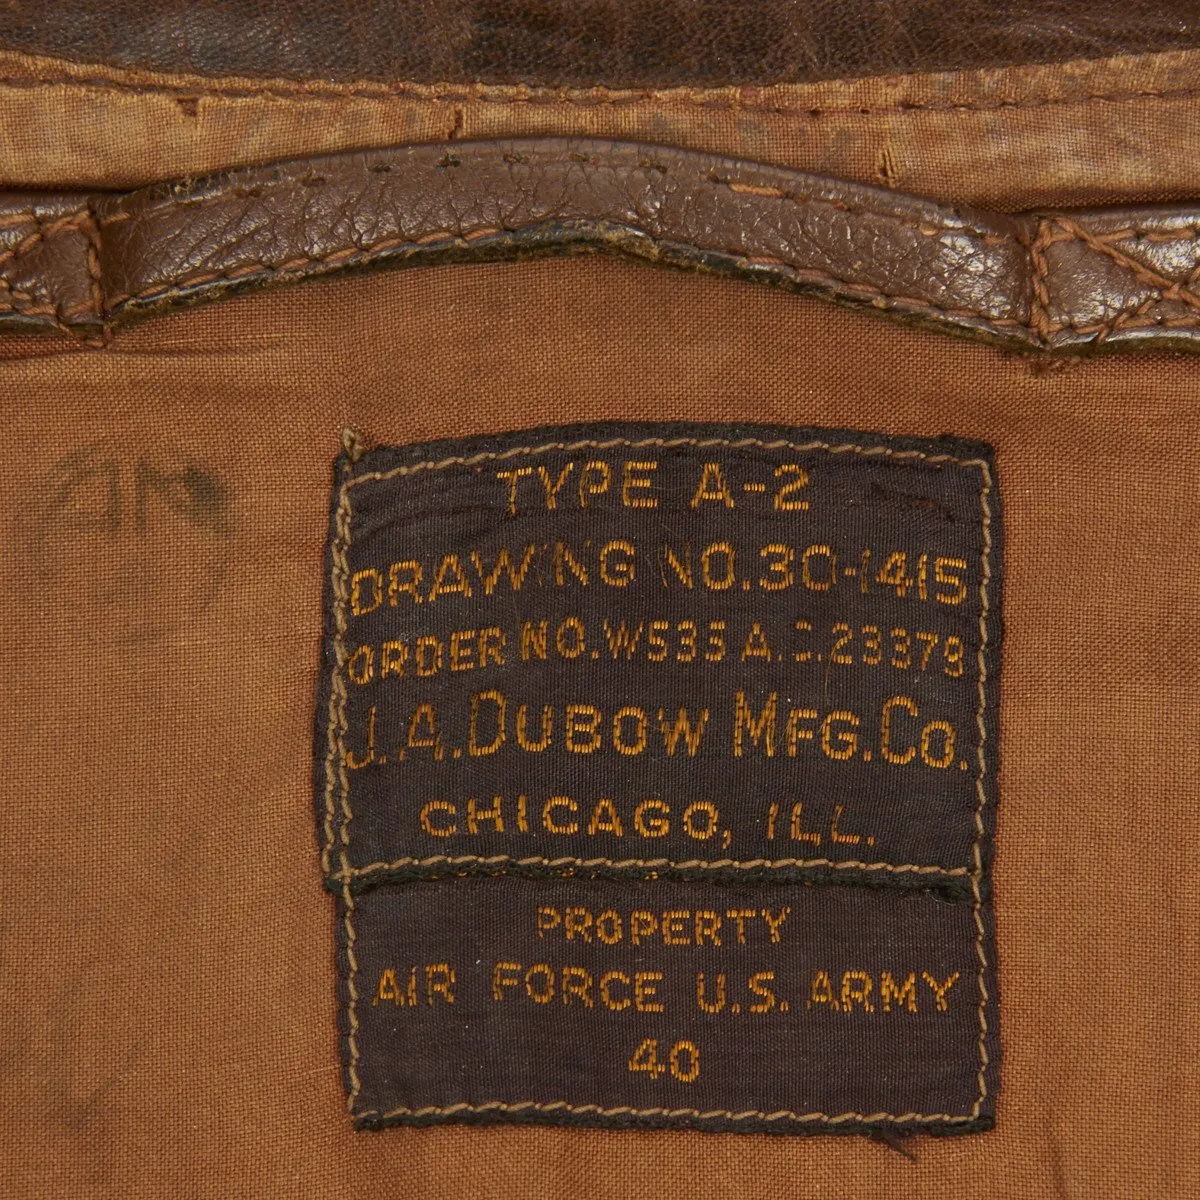 TYPE A-2
DRAWING NO. 30-1415
ORDER NO. W535 A.C. 23378
J.A. DUBOW MFG. CO.
CHICAGO, ILL.
PROPERTY
AIR FORCE U.S. ARMY
40